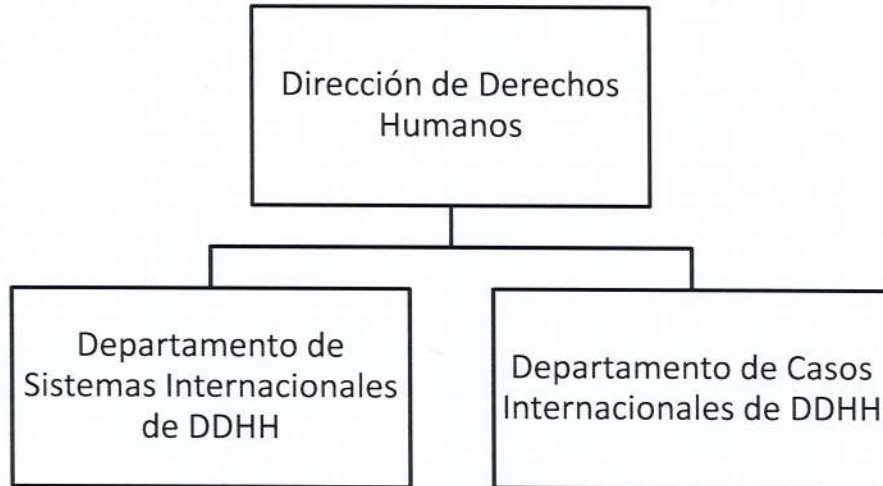 Dirección de Derechos
Humanos
Departamento de
Sistemas Internacionales
de DDHH
Departamento de Casos
Internacionales de DDHH